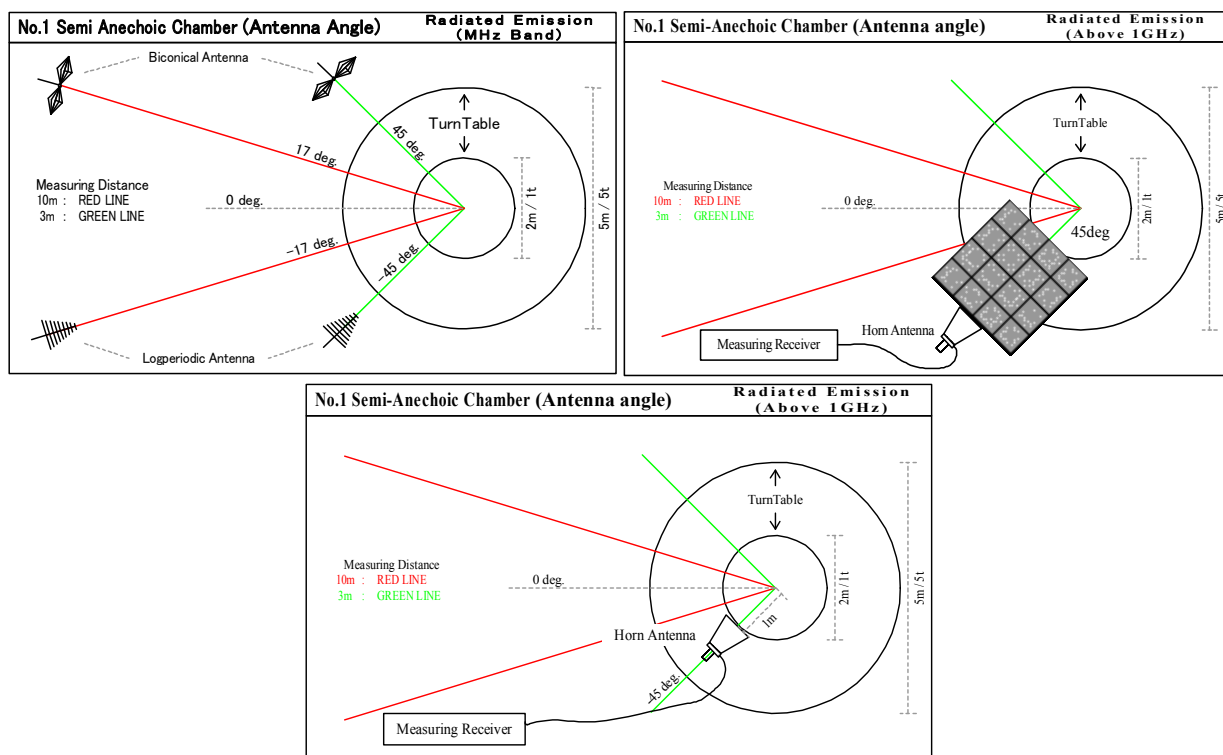 No.1 Semi Anechoic Chamber (Antenna Angle)
Radiated Emission
(MHz Band)
Biconical Antenna
TurnTable
45 deg.
17 deg.
Measuring Distance
10m : RED LINE
3m : GREEN LINE
0 deg.
2m / 1t
5m / 5t
-17 deg.
-45 deg.
Logperiodic Antenna
No.1 Semi-Anechoic Chamber (Antenna angle)
Radiated Emission
(Above 1GHz)
TurnTable
Measuring Distance
10m : RED LINE
3m : GREEN LINE
0 deg.
2m / 1t
5m / 5t
45deg
Horn Antenna
Measuring Receiver
No.1 Semi-Anechoic Chamber (Antenna angle)
Radiated Emission
(Above 1GHz)
TurnTable
Measuring Distance
10m : RED LINE
3m : GREEN LINE
0 deg.
2m / 1t
5m / 5t
1m
Horn Antenna
-45 deg.
Measuring Receiver